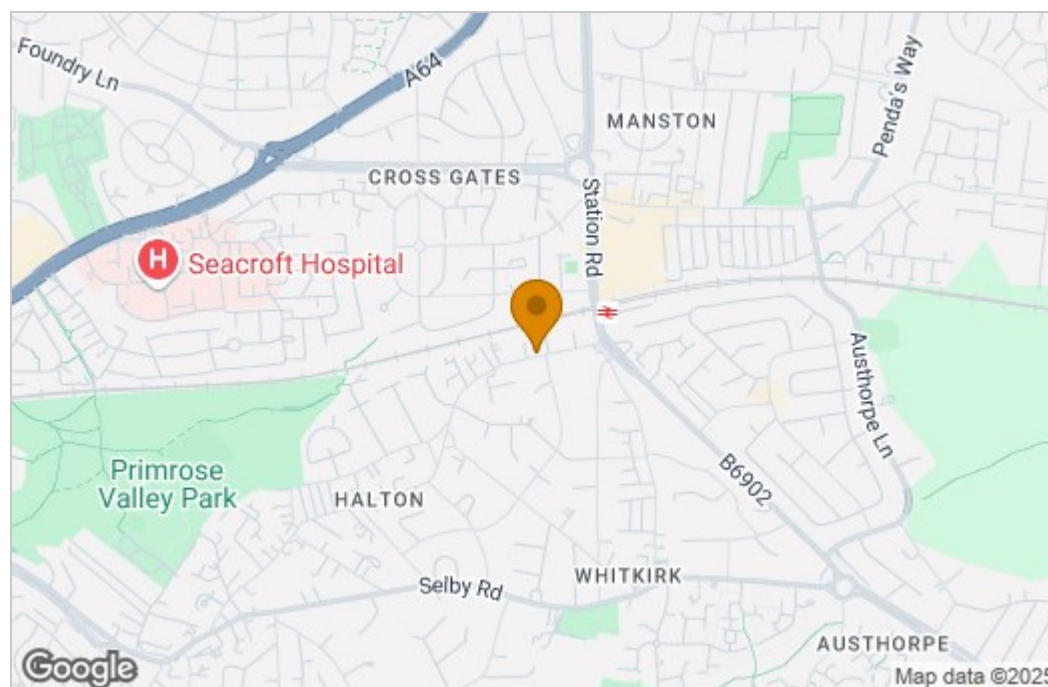 Foundry Ln
A64
MANSTON
Penda's Way
CROSS GATES
Station Rd
H
Seacroft Hospital
Austhorpe Ln
Primrose
Valley Park
B6902
HALTON
Selby Rd
WHITKIRK
AUSTHORPE
Google
Map data ©2025